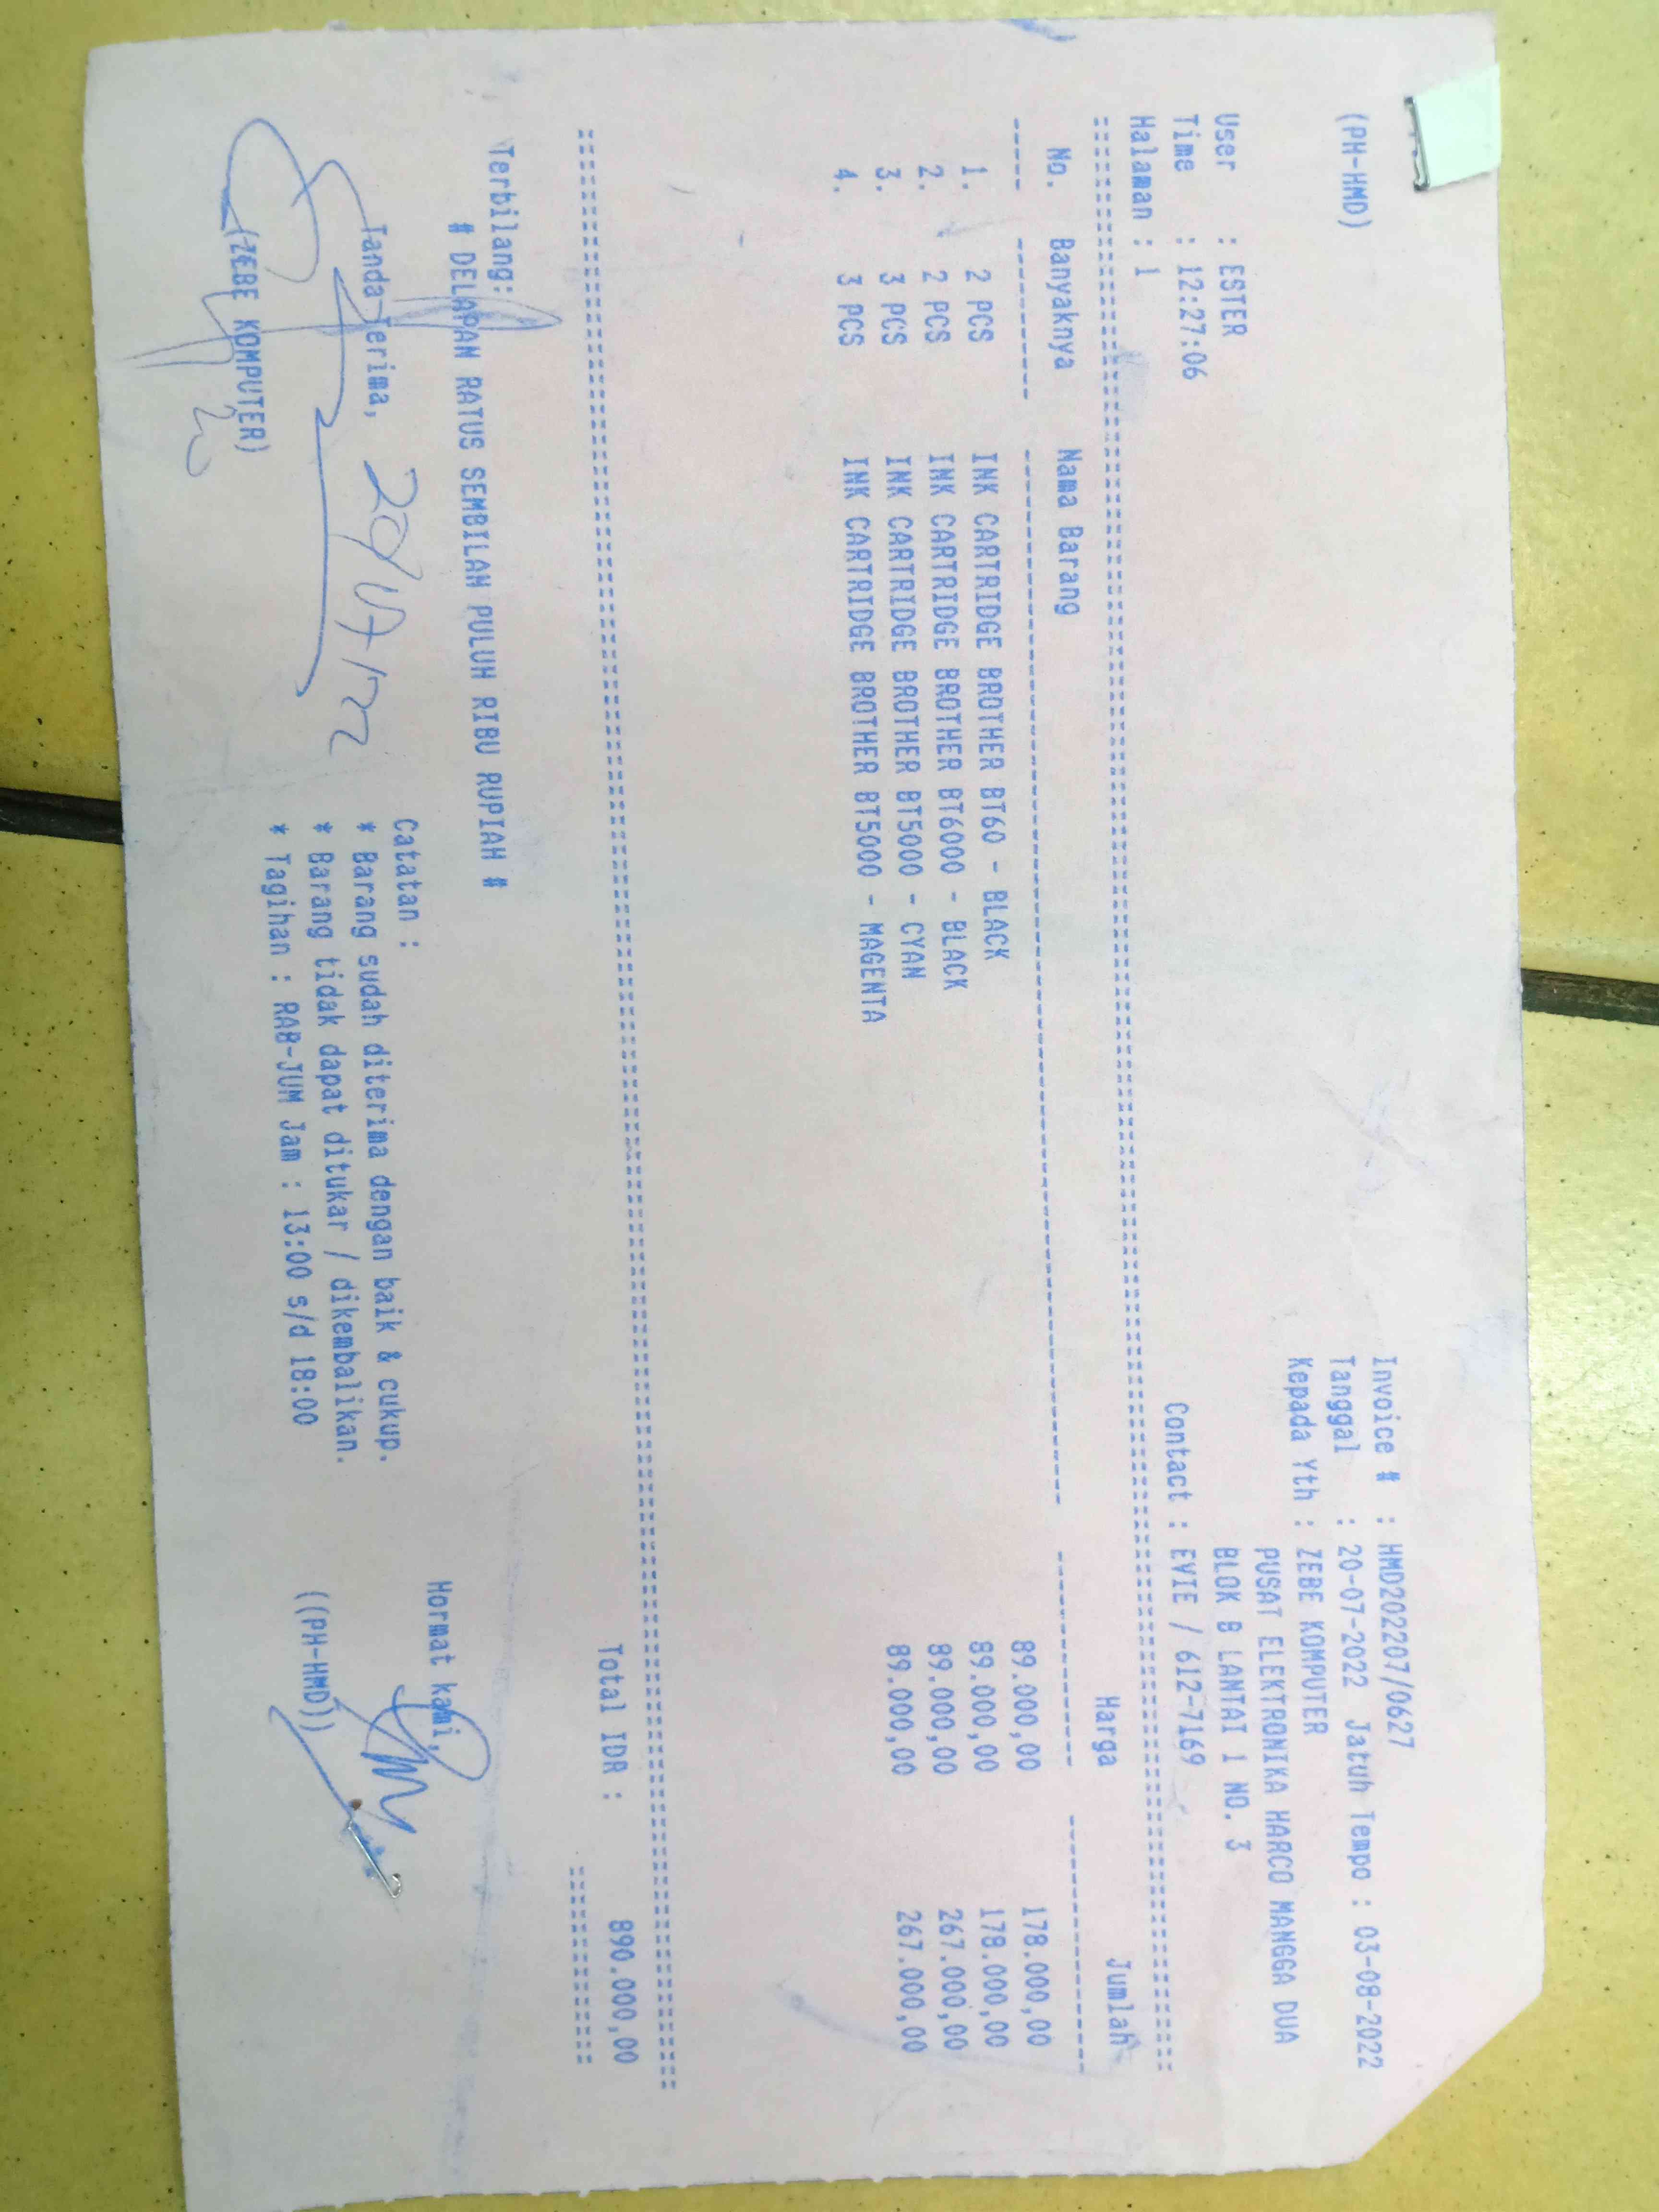 (PH-HMD)
Invoice # : HMD202207/0627
Tanggal : 20-07-2022 Jatuh Tempo : 03-08-2022
Kepada Yth : ZEBE KOMPUTER
PUSAT ELEKTRONIKA HARCO MANGGA DUA
User : ESTER
BLOK B LANTAI 1 NO. 3
Time : 12:27:06
Contact : EVIE / 612-7169
Halaman : 1
No. Banyaknya Nama Barang Harga Jumlah
1. 2 PCS INK CARTRIDGE BROTHER BT60 - BLACK 89.000,00 178.000,00
2. 2 PCS INK CARTRIDGE BROTHER BT6000 - BLACK 89.000,00 178.000,00
3. 3 PCS INK CARTRIDGE BROTHER BT5000 - CYAN 89.000,00 267.000,00
4. 3 PCS INK CARTRIDGE BROTHER BT5000 - MAGENTA 89.000,00 267.000,00
Total IDR : 890.000,00
Terbilang:
# DELAPAN RATUS SEMBILAN PULUH RIBU RUPIAH #
Tanda Terima, Catatan : Hormat kami,
* Barang sudah diterima dengan baik & cukup.
* Barang tidak dapat ditukar / dikembalikan.
* Tagihan : RAB-JUM Jam : 13:00 s/d 18:00
(ZEBE KOMPUTER) ((PH-HMD))